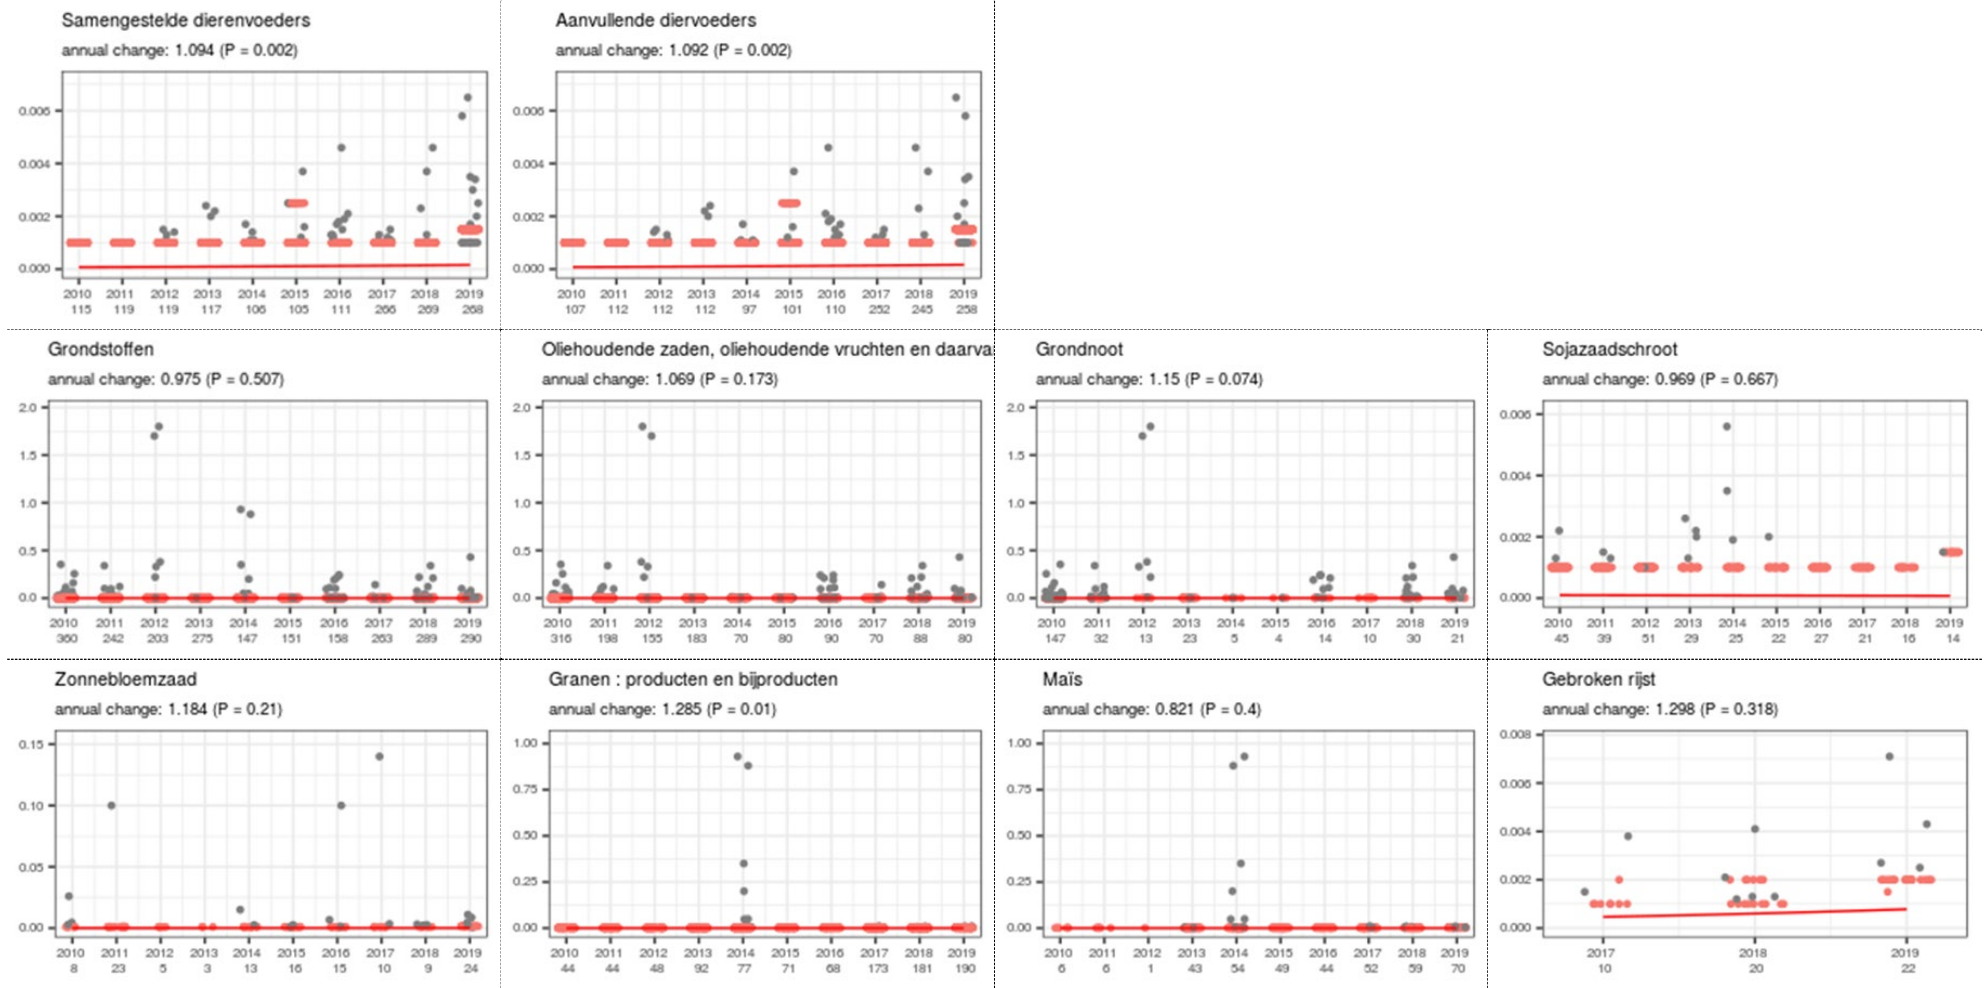 Samengestelde dierenvoeders
annual change: 1.094 (P = 0.002)
0.006
0.004
0.002
0.000
2010 2011 2012 2013 2014 2015 2016 2017 2018 2019
115 119 119 117 106 105 111 265 269 268
Aanvullende diervoeders
annual change: 1.092 (P = 0.002)
0.006
0.004
0.002
0.000
2010 2011 2012 2013 2014 2015 2016 2017 2018 2019
107 112 112 112 97 101 110 252 245 258
Grondstoffen
annual change: 0.975 (P = 0.507)
2.0
1.5
1.0
0.5
0.0
2010 2011 2012 2013 2014 2015 2016 2017 2018 2019
360 242 203 275 147 151 158 263 289 290
Oliehoudende zaden, oliehoudende vruchten en daarva
annual change: 1.069 (P = 0.173)
2.0
1.5
1.0
0.5
0.0
2010 2011 2012 2013 2014 2015 2016 2017 2018 2019
316 198 155 183 70 80 90 70 88 80
Grondnoot
annual change: 1.15 (P = 0.074)
2.0
1.5
1.0
0.5
0.0
2010 2011 2012 2013 2014 2015 2016 2017 2018 2019
147 32 13 23 5 4 14 10 30 21
Sojazaadschroot
annual change: 0.969 (P = 0.667)
0.006
0.004
0.002
0.000
2010 2011 2012 2013 2014 2015 2016 2017 2018 2019
45 39 51 29 25 22 27 21 16 14
Zonnebloemzaad
annual change: 1.184 (P = 0.21)
0.15
0.10
0.05
0.00
2010 2011 2012 2013 2014 2015 2016 2017 2018 2019
8 23 5 3 13 16 15 10 9 24
Granen : producten en bijproducten
annual change: 1.285 (P = 0.01)
1.00
0.75
0.50
0.25
0.00
2010 2011 2012 2013 2014 2015 2016 2017 2018 2019
44 44 48 92 77 71 68 173 181 190
Maïs
annual change: 0.821 (P = 0.4)
1.00
0.75
0.50
0.25
0.00
2010 2011 2012 2013 2014 2015 2016 2017 2018 2019
6 6 1 43 54 49 44 52 59 70
Gebroken rijst
annual change: 1.298 (P = 0.318)
0.008
0.006
0.004
0.002
0.000
2017 2018 2019
10 20 22